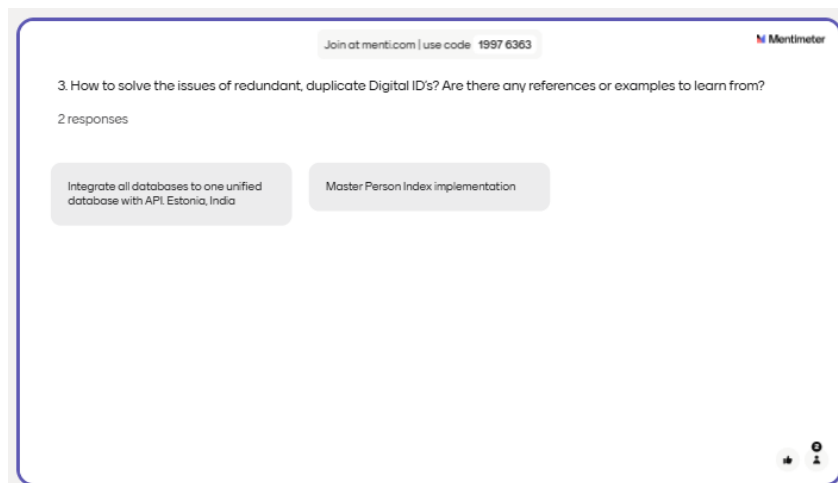 Join at menti.com | use code 1997 6363
Mentimeter
3. How to solve the issues of redundant, duplicate Digital ID's? Are there any references or examples to learn from?
2 responses
Integrate all databases to one unified
database with API. Estonia, India
Master Person Index implementation
2